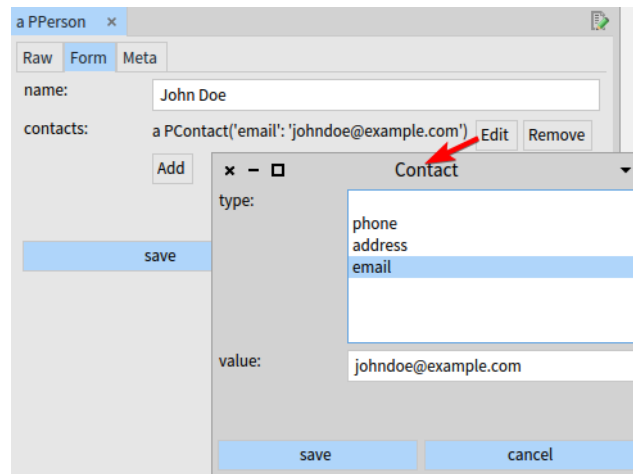 a PPerson ×
Raw Form Meta
name: John Doe
contacts: a PContact('email': 'johndoe@example.com') Edit Remove
Add
save
Contact
type:
phone
address
email
value: johndoe@example.com
save cancel